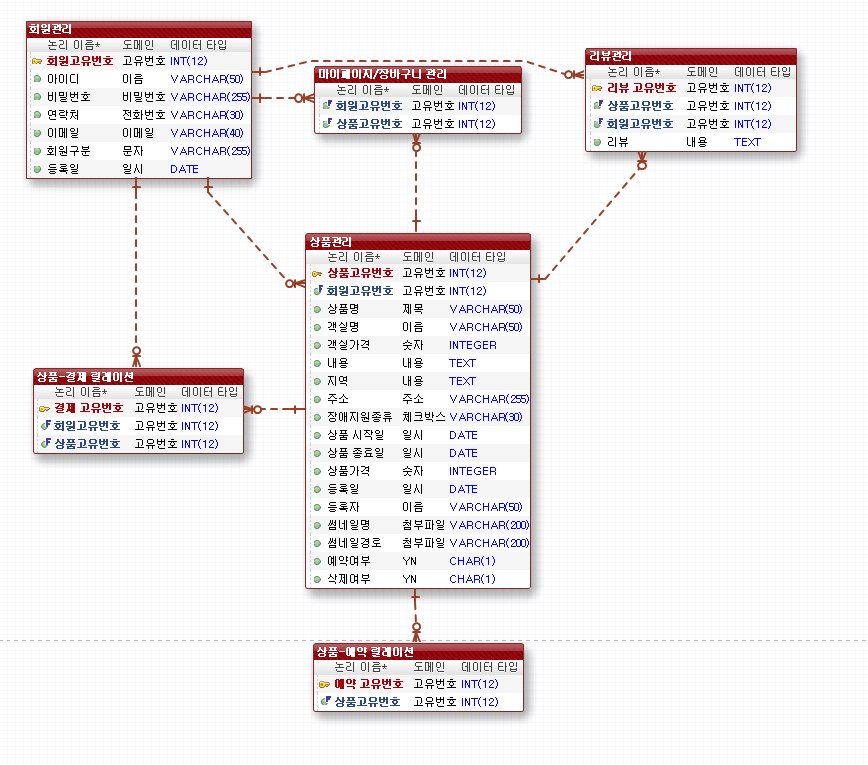 회원관리
논리 이름* 도메인 데이터 타입
회원고유번호 고유번호 INT(12)
아이디 이름 VARCHAR(50)
비밀번호 비밀번호 VARCHAR(255)
연락처 전화번호 VARCHAR(30)
이메일 이메일 VARCHAR(40)
회원구분 문자 VARCHAR(255)
등록일 일시 DATE
마이페이지/장바구니 관리
논리 이름* 도메인 데이터 타입
회원고유번호 고유번호 INT(12)
상품고유번호 고유번호 INT(12)
리뷰관리
논리 이름* 도메인 데이터 타입
리뷰 고유번호 고유번호 INT(12)
상품고유번호 고유번호 INT(12)
회원고유번호 고유번호 INT(12)
리뷰 내용 TEXT
상품관리
논리 이름* 도메인 데이터 타입
상품고유번호 고유번호 INT(12)
회원고유번호 고유번호 INT(12)
상품명 제목 VARCHAR(50)
객실명 이름 VARCHAR(50)
객실가격 숫자 INTEGER
내용 내용 TEXT
지역 내용 TEXT
주소 주소 VARCHAR(255)
장애지원종류 체크박스 VARCHAR(30)
상품 시작일 일시 DATE
상품 종료일 일시 DATE
상품가격 숫자 INTEGER
등록일 일시 DATE
등록자 이름 VARCHAR(50)
썸네일명 첨부파일 VARCHAR(200)
썸네일경로 첨부파일 VARCHAR(200)
예약여부 YN CHAR(1)
삭제여부 YN CHAR(1)
상품-결제 릴레이션
논리 이름* 도메인 데이터 타입
결제 고유번호 고유번호 INT(12)
회원고유번호 고유번호 INT(12)
상품고유번호 고유번호 INT(12)
상품-예약 릴레이션
논리 이름* 도메인 데이터 타입
예약 고유번호 고유번호 INT(12)
상품고유번호 고유번호 INT(12)